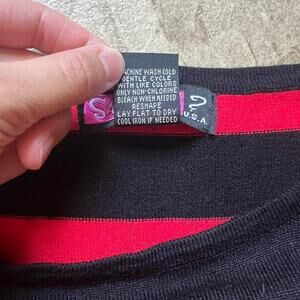 MACHINE WASH COLD
GENTLE CYCLE
WITH LIKE COLORS
ONLY NON-CHLORINE
BLEACH WHEN NEEDED
RESHAPE
LAY FLAT TO DRY
COOL IRON IF NEEDED
U.S.A.